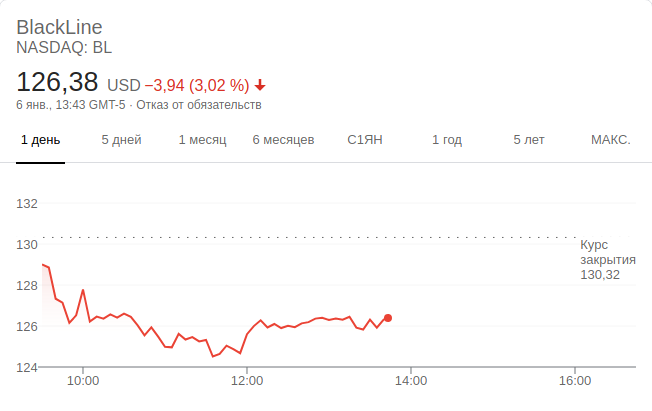 BlackLine
NASDAQ: BL
126,38 USD −3,94 (3,02 %)
6 янв., 13:43 GMT-5 · Отказ от обязательств
1 день 5 дней 1 месяц 6 месяцев С1ЯН 1 год 5 лет МАКС.
132
130
128
126
124
Курс
закрытия
130,32
10:00 12:00 14:00 16:00